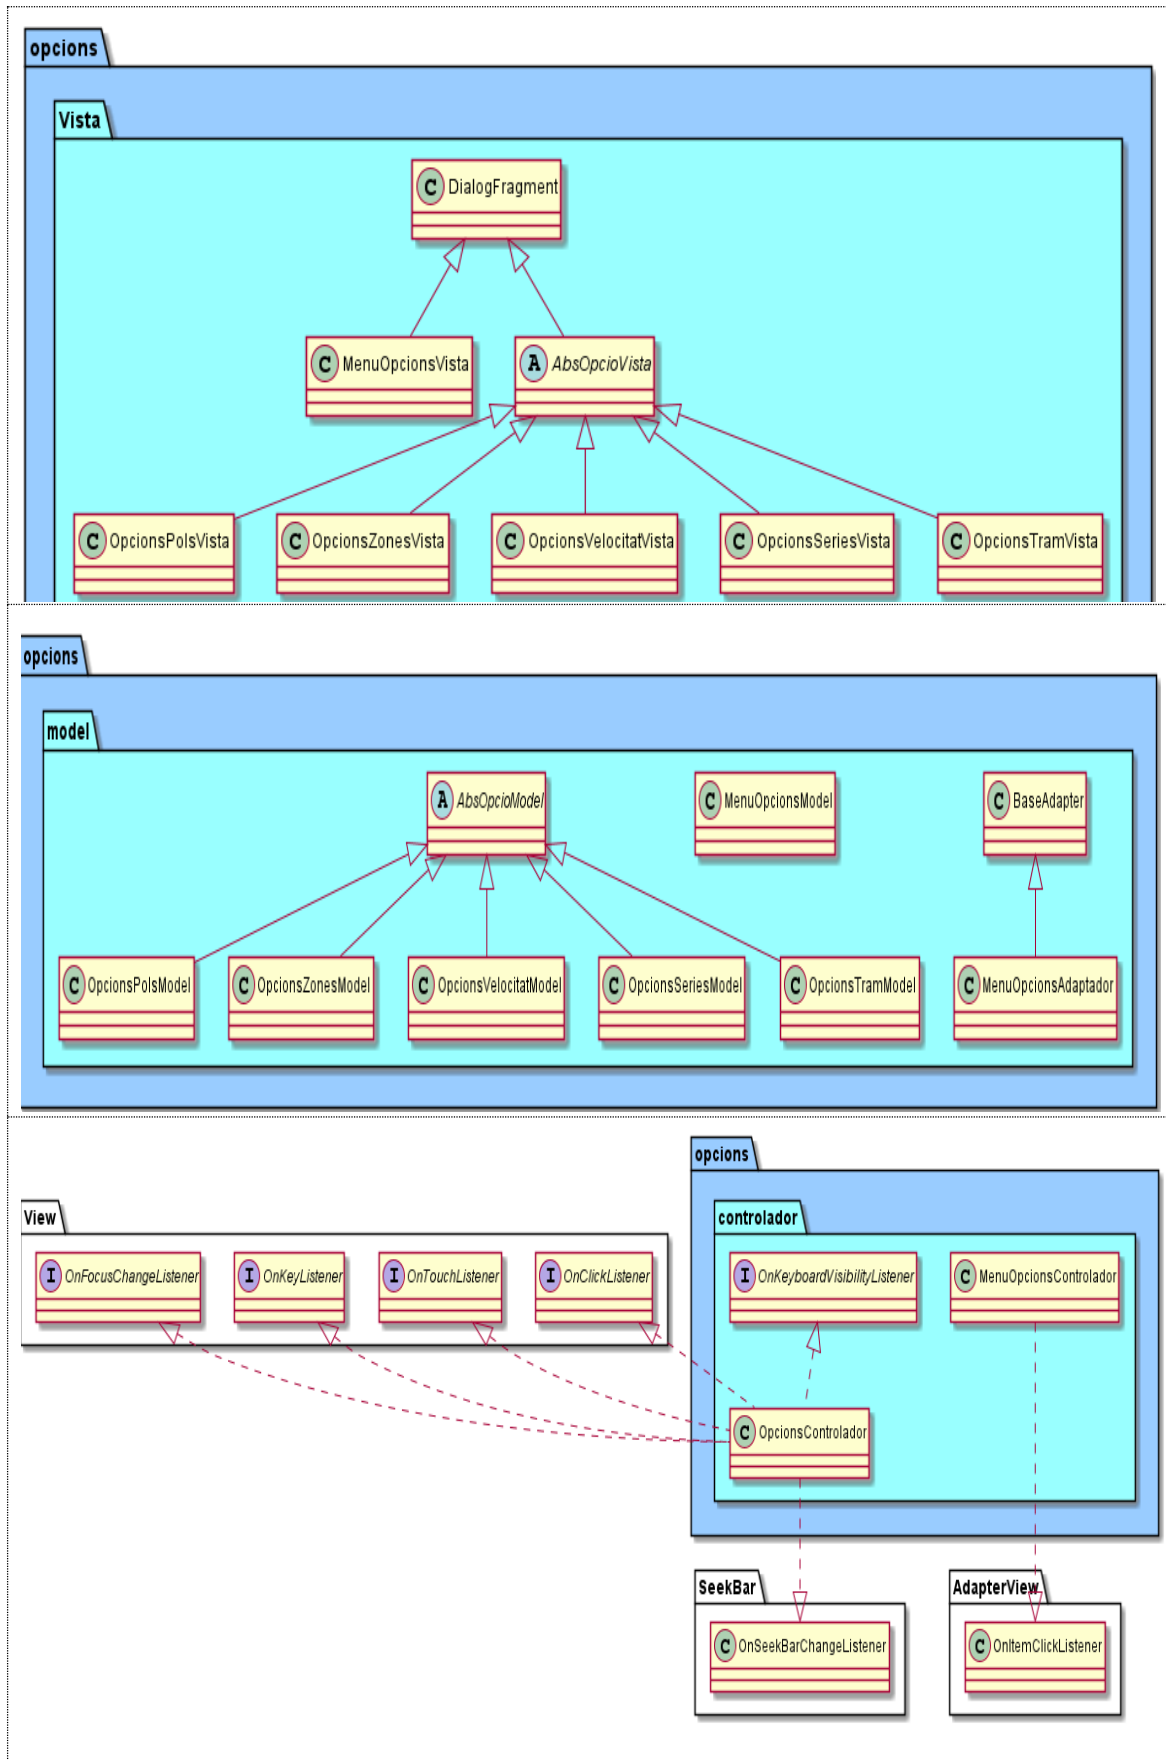 opcions
Vista
C DialogFragment
C MenuOpcionsVista
A AbsOpcioVista
C OpcionsPolsVista
C OpcionsZonesVista
C OpcionsVelocitatVista
C OpcionsSeriesVista
C OpcionsTramVista
opcions
model
A AbsOpcioModel
C MenuOpcionsModel
C BaseAdapter
C OpcionsPolsModel
C OpcionsZonesModel
C OpcionsVelocitatModel
C OpcionsSeriesModel
C OpcionsTramModel
C MenuOpcionsAdaptador
opcions
View
controlador
I OnFocusChangeListener
I OnKeyListener
I OnTouchListener
I OnClickListener
I OnKeyboardVisibilityListener
C MenuOpcionsControlador
C OpcionsControlador
SeekBar
AdapterView
C OnSeekBarChangeListener
C OnItemClickListener